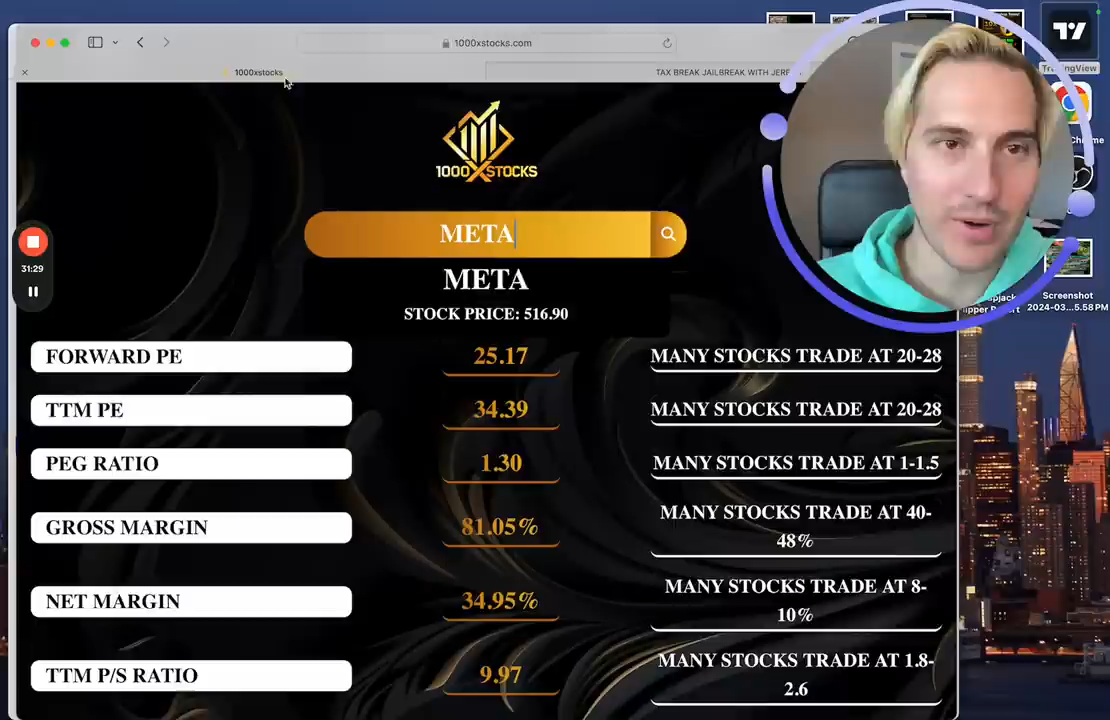 1000xstocks.com
1000xstocks
TAX BREAK JAILBREAK WITH JER
TradingView
1000XSTOCKS
META
META
STOCK PRICE: 516.90
31:29
Screenshot
2024-03...5.58 PM
FORWARD PE
25.17
MANY STOCKS TRADE AT 20-28
TTM PE
34.39
MANY STOCKS TRADE AT 20-28
PEG RATIO
1.30
MANY STOCKS TRADE AT 1-1.5
GROSS MARGIN
81.05%
MANY STOCKS TRADE AT 40-
48%
NET MARGIN
34.95%
MANY STOCKS TRADE AT 8-
10%
TTM P/S RATIO
9.97
MANY STOCKS TRADE AT 1.8-
2.6